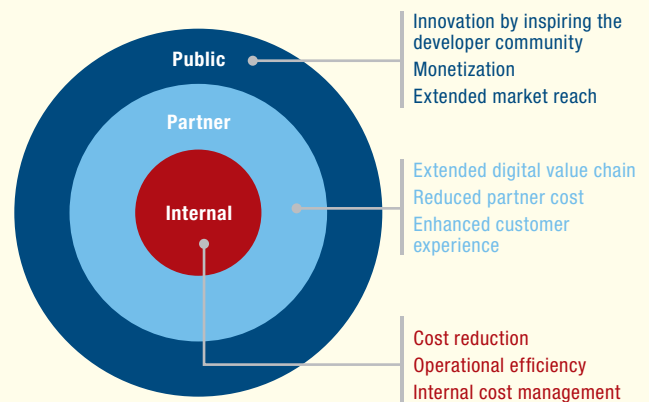 Public
Innovation by inspiring the
developer community
Monetization
Extended market reach
Partner
Extended digital value chain
Reduced partner cost
Enhanced customer
experience
Internal
Cost reduction
Operational efficiency
Internal cost management